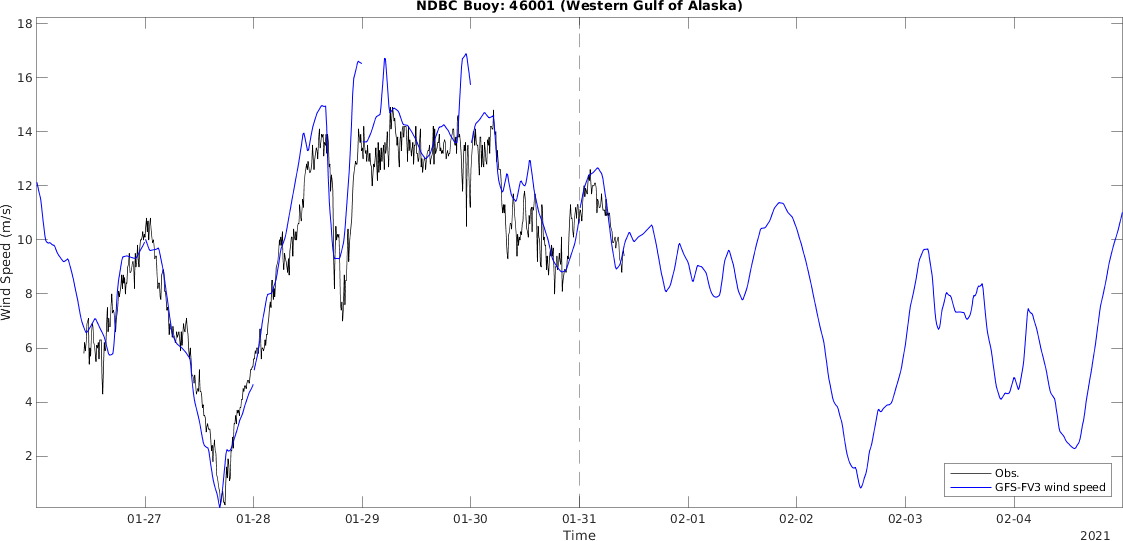 NDBC Buoy: 46001 (Western Gulf of Alaska)
18
16
14
12
10
8
6
4
2
Wind Speed (m/s)
Obs.
GFS-FV3 wind speed
01-27 01-28 01-29 01-30 01-31 02-01 02-02 02-03 02-04
Time
2021